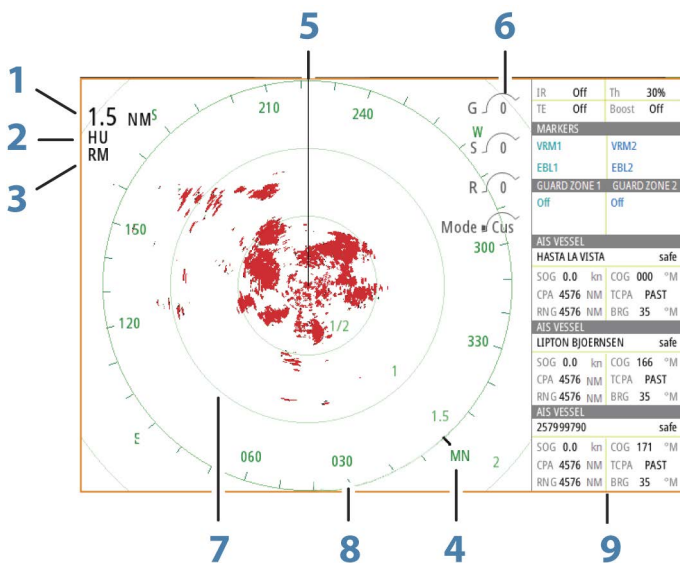 5
6
1
2
3
1.5 NM
HU
RM
S
210
240
W
G 0
S 0
R 0
Mode Cus
300
150
120
330
1/2
1
1.5
2
E
060
030
MN
7
8
4
9
IR Off Th 30%
TE Off Boost Off
MARKERS
VRM1 VRM2
EBL1 EBL2
GUARD ZONE 1 GUARD ZONE 2
Off Off
AIS VESSEL
HASTA LA VISTA safe
SOG 0.0 kn COG 000 °M
CPA 4576 NM TCPA PAST
RNG 4576 NM BRG 35 °M
AIS VESSEL
LIPTON BJOERNSEN safe
SOG 0.0 kn COG 166 °M
CPA 4576 NM TCPA PAST
RNG 4576 NM BRG 35 °M
AIS VESSEL
257999790 safe
SOG 0.0 kn COG 171 °M
CPA 4576 NM TCPA PAST
RNG 4576 NM BRG 35 °M